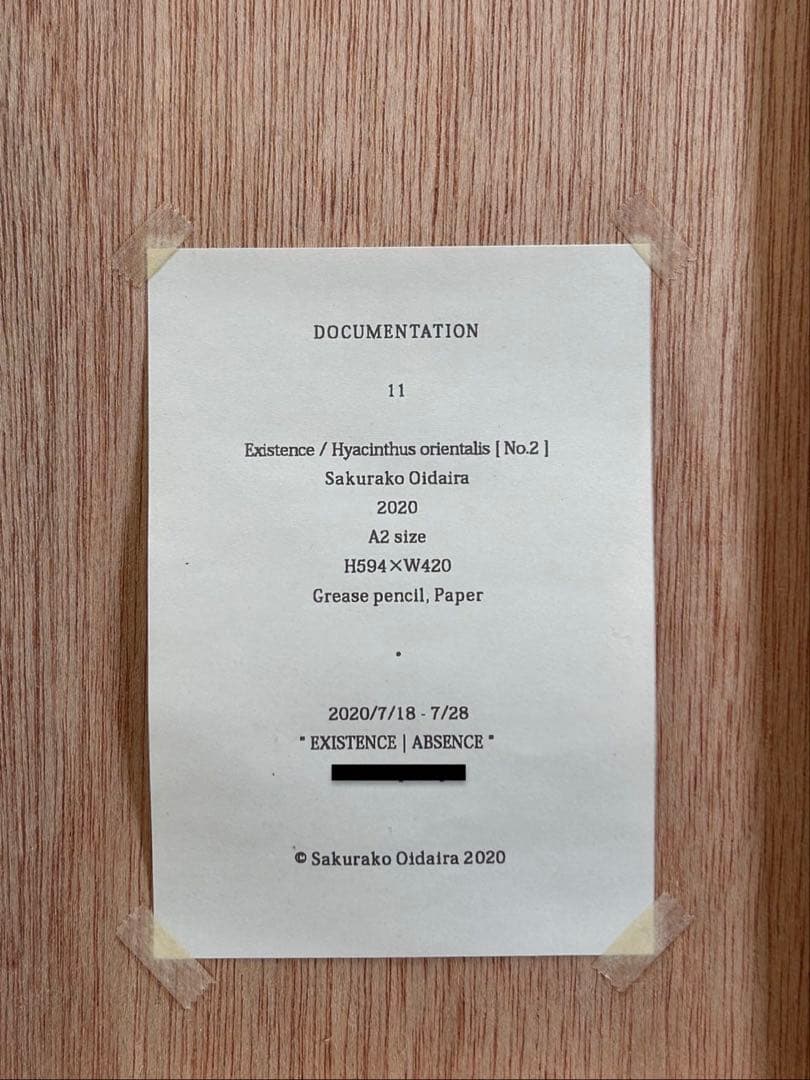 DOCUMENTATION
11
Existence / Hyacinthus orientalis [ No.2 ]
Sakurako Oidaira
2020
A2 size
H594×W420
Grease pencil, Paper
2020/7/18 - 7/28
" EXISTENCE | ABSENCE "
© Sakurako Oidaira 2020